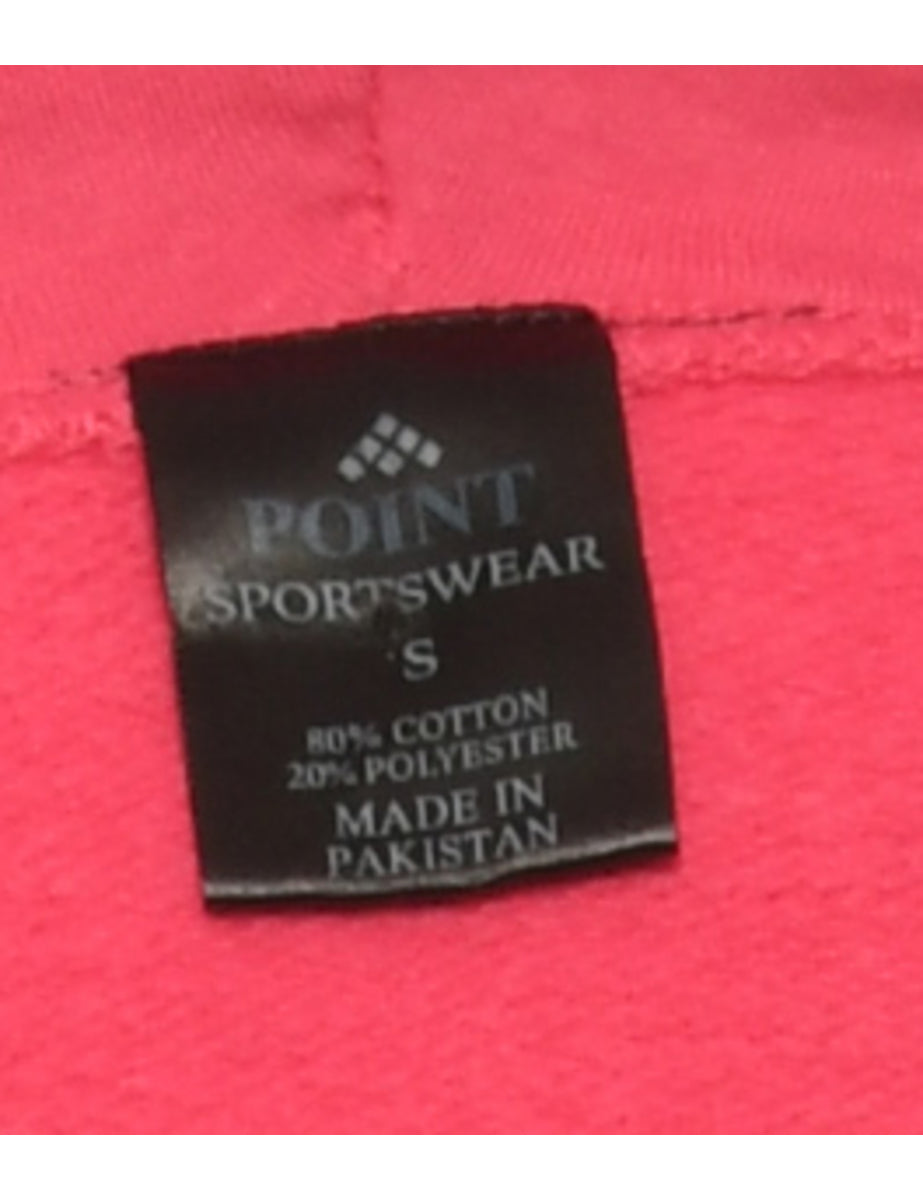 POINT
SPORTSWEAR
S
80% COTTON
20% POLYESTER
MADE IN
PAKISTAN